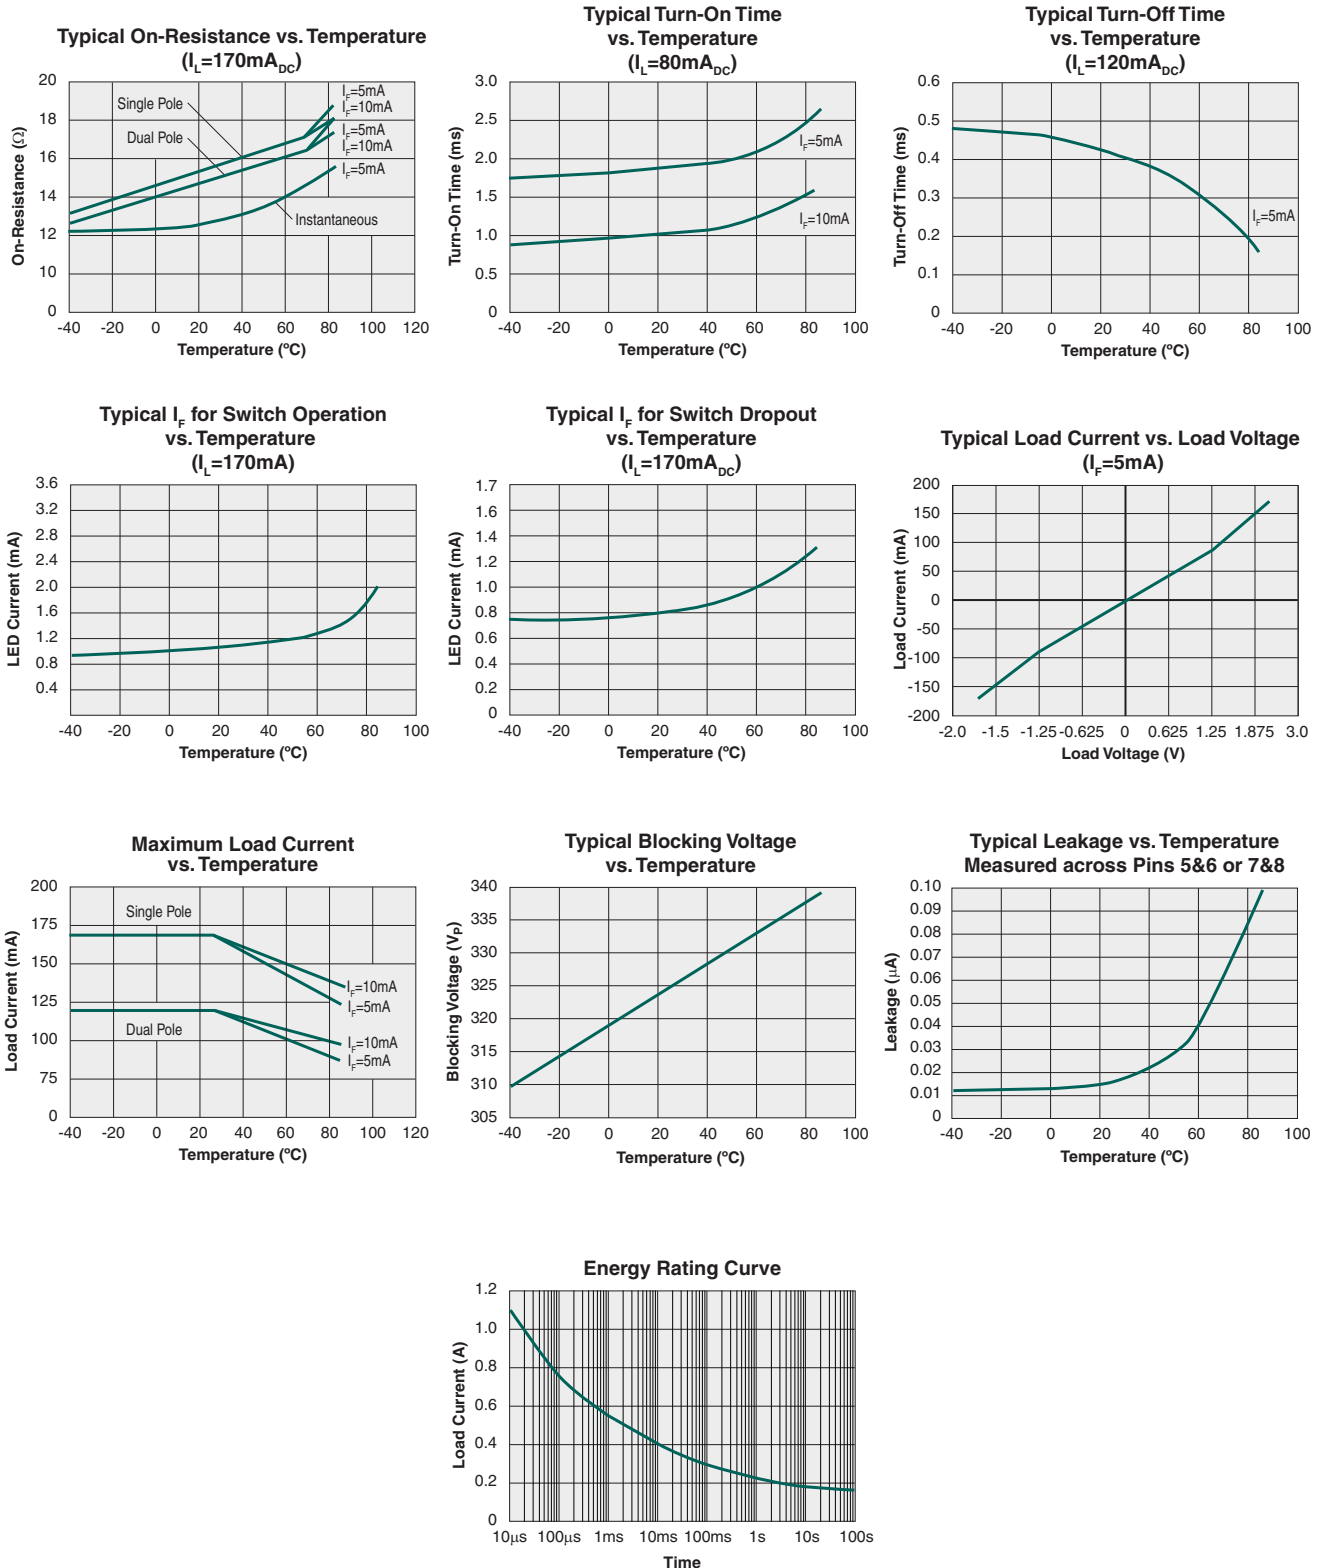 Typical On-Resistance vs. Temperature
(IL=170mADC)
20
18
16
14
12
10
0
On-Resistance (Ω)
Single Pole
Dual Pole
IF=5mA
IF=10mA
IF=5mA
IF=10mA
IF=5mA
Instantaneous
-40 -20 0 20 40 60 80 100 120
Temperature (ºC)
Typical Turn-On Time
vs. Temperature
(IL=80mADC)
3.0
2.5
2.0
1.5
1.0
0.5
0
Turn-On Time (ms)
IF=5mA
IF=10mA
-40 -20 0 20 40 60 80 100
Temperature (ºC)
Typical Turn-Off Time
vs. Temperature
(IL=120mADC)
0.6
0.5
0.4
0.3
0.2
0.1
0
Turn-Off Time (ms)
IF=5mA
-40 -20 0 20 40 60 80 100
Temperature (ºC)
Typical IF for Switch Operation
vs. Temperature
(IL=170mA)
3.6
3.2
2.8
2.4
2.0
1.6
1.2
0.8
0.4
LED Current (mA)
-40 -20 0 20 40 60 80 100
Temperature (ºC)
Typical IF for Switch Dropout
vs. Temperature
(IL=170mADC)
1.7
1.6
1.4
1.2
1.0
0.8
0.6
0.4
0.2
0
LED Current (mA)
-40 -20 0 20 40 60 80 100
Temperature (ºC)
Typical Load Current vs. Load Voltage
(IF=5mA)
200
150
100
50
0
-50
-100
-150
-200
Load Current (mA)
-2.0 -1.5 -1.25 -0.625 0 0.625 1.25 1.875 3.0
Load Voltage (V)
Maximum Load Current
vs. Temperature
200
175
150
125
100
75
0
Load Current (mA)
Single Pole
IF=10mA
IF=5mA
Dual Pole
IF=10mA
IF=5mA
-40 -20 0 20 40 60 80 100 120
Temperature (ºC)
Typical Blocking Voltage
vs. Temperature
340
335
330
325
320
315
310
305
Blocking Voltage (VP)
-40 -20 0 20 40 60 80 100
Temperature (ºC)
Typical Leakage vs. Temperature
Measured across Pins 5&6 or 7&8
0.10
0.09
0.08
0.07
0.06
0.05
0.04
0.03
0.02
0.01
0
Leakage (μA)
-40 -20 0 20 40 60 80 100
Temperature (ºC)
Energy Rating Curve
1.2
1.0
0.8
0.6
0.4
0.2
0
Load Current (A)
10μs 100μs 1ms 10ms 100ms 1s 10s 100s
Time